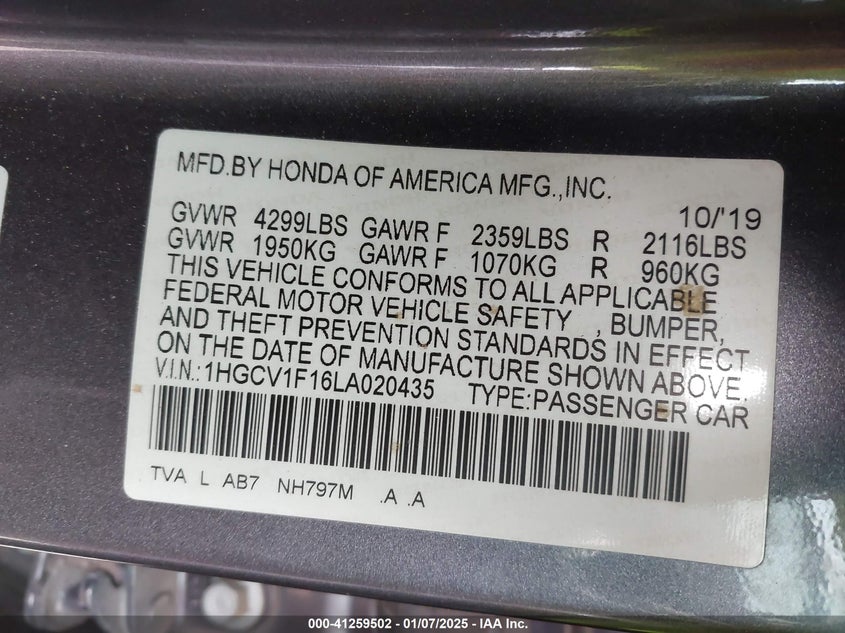 MFD.BY HONDA OF AMERICA MFG.,INC.
10/'19
GVWR 4299LBS GAWR F 2359LBS R 2116LBS
GVWR 1950KG GAWR F 1070KG R 960KG
THIS VEHICLE CONFORMS TO ALL APPLICABLE
FEDERAL MOTOR VEHICLE SAFETY , BUMPER,
AND THEFT PREVENTION STANDARDS IN EFFECT
ON THE DATE OF MANUFACTURE SHOWN ABOVE.
V.I.N.:1HGCV1F16LA020435 TYPE:PASSENGER CAR
TVA L AB7 NH797M .A .A
000-41259502 - 01/07/2025 - IAA Inc.